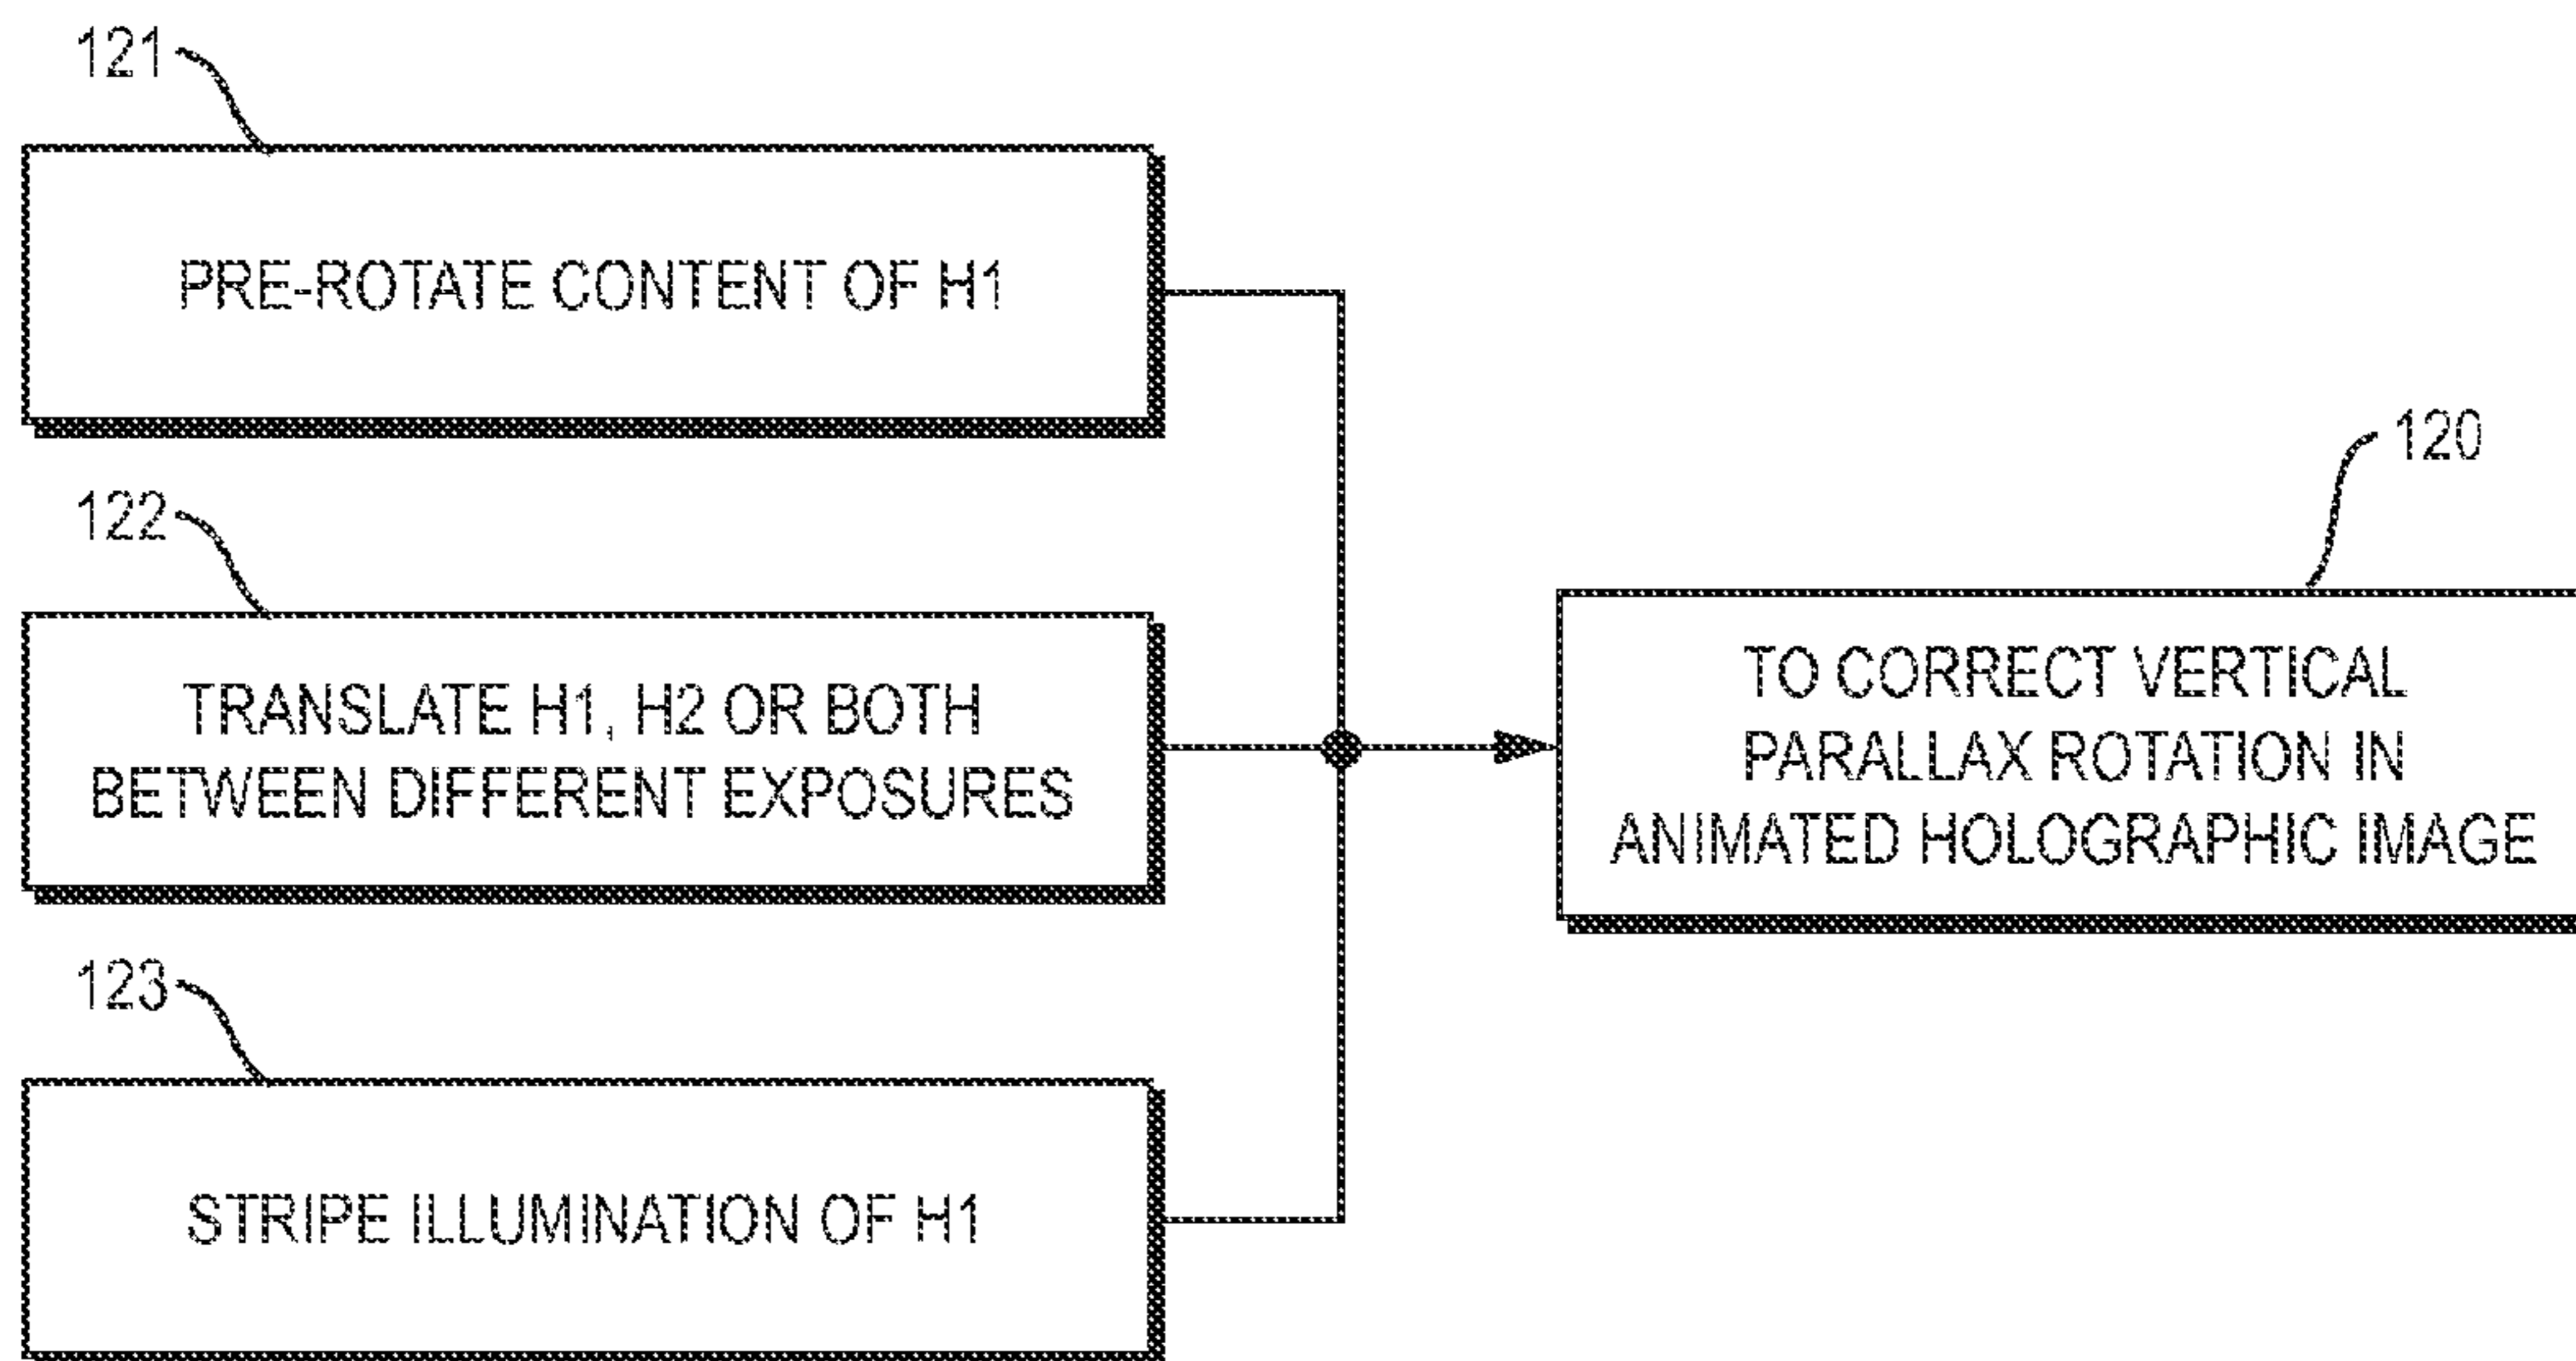 121
PRE-ROTATE CONTENT OF H1
122
TRANSLATE H1, H2 OR BOTH
BETWEEN DIFFERENT EXPOSURES
123
STRIPE ILLUMINATION OF H1
120
TO CORRECT VERTICAL
PARALLAX ROTATION IN
ANIMATED HOLOGRAPHIC IMAGE